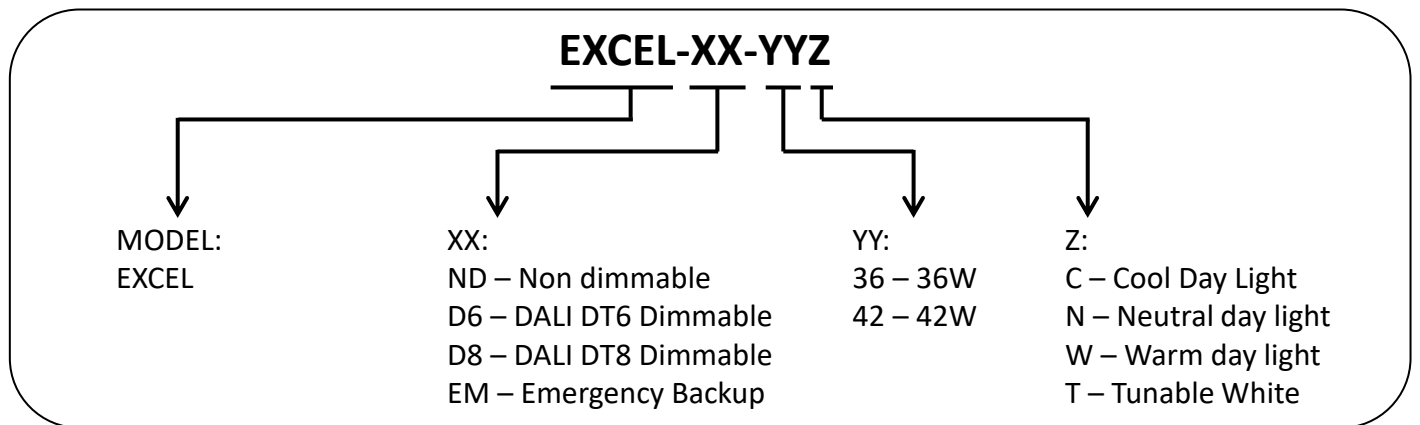 EXCEL-XX-YYZ
MODEL:
EXCEL
XX:
ND – Non dimmable
D6 – DALI DT6 Dimmable
D8 – DALI DT8 Dimmable
EM – Emergency Backup
YY:
36 – 36W
42 – 42W
Z:
C – Cool Day Light
N – Neutral day light
W – Warm day light
T – Tunable White